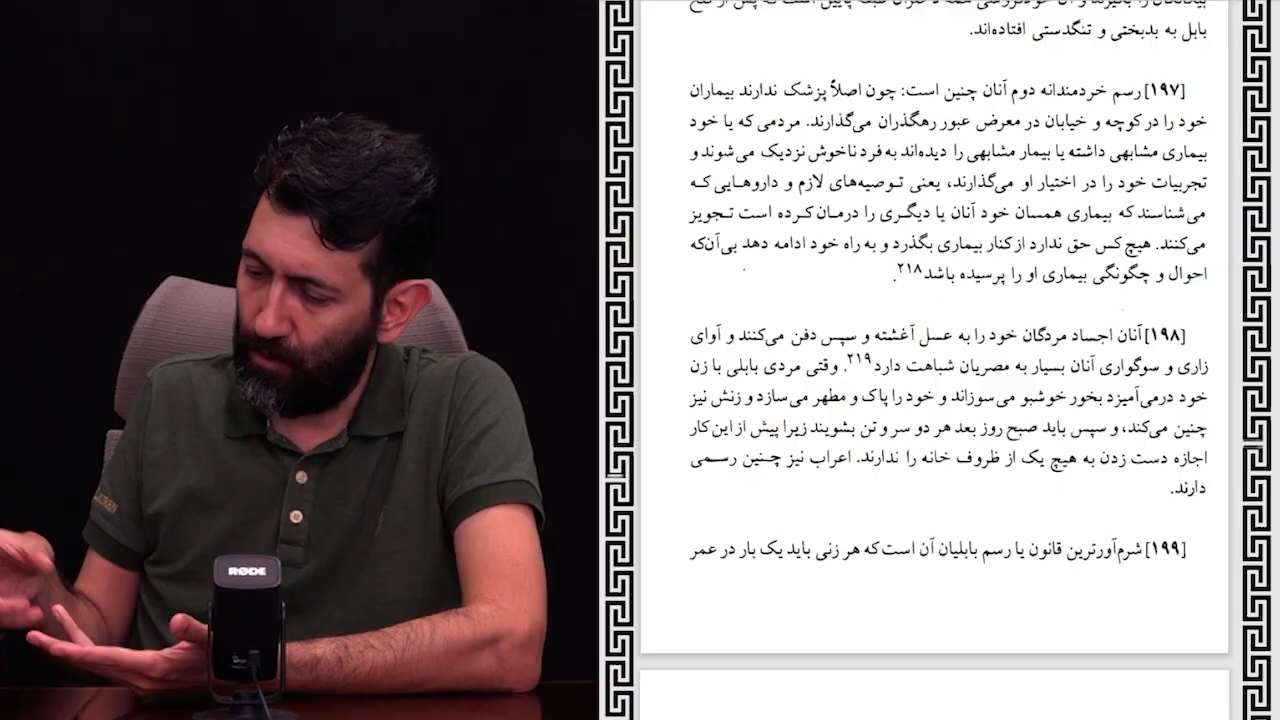 بابل به بدبختی و تنگدستی افتاده‌اند.
[۱۹۷] رسم خردمندانه دوم آنان چنین است: چون اصلاً پزشک ندارند بیماران
خود را در کوچه و خیابان در معرض عبور رهگذران می‌گذارند. مردمی که یا خود
بیماری مشابهی داشته یا بیمار مشابهی را دیده‌اند به فرد ناخوش نزدیک می‌شوند و
تجربیات خود را در اختیار او می‌گذارند، یعنی توصیه‌های لازم و داروهایی که
می‌شناسند که بیماری همسان خود آنان یا دیگری را درمان کرده است تجویز
می‌کنند. هیچ کس حق ندارد از کنار بیماری بگذرد و به راه خود ادامه دهد بی‌آن‌که
احوال و چگونگی بیماری او را پرسیده باشد۲۱۸.
[۱۹۸] آنان اجساد مردگان خود را به عسل آغشته و سپس دفن می‌کنند و آوای
زاری و سوگواری آنان بسیار به مصریان شباهت دارد۲۱۹. وقتی مردی بابلی با زن
خود درمی‌آمیزد بخور خوشبو می‌سوزاند و خود را پاک و مطهر می‌سازد و زنش نیز
چنین می‌کند، و سپس باید صبح روز بعد هر دو سر و تن بشویند زیرا پیش از این کار
اجازه دست زدن به هیچ یک از ظروف خانه را ندارند. اعراب نیز چنین رسمی
دارند.
[۱۹۹] شرم‌آورترین قانون یا رسم بابلیان آن است که هر زنی باید یک بار در عمر
RØDE